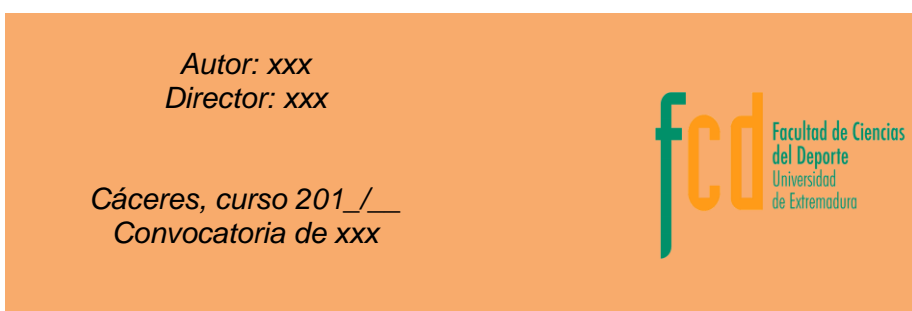 Autor: xxx
Director: xxx
Cáceres, curso 201_/__
Convocatoria de xxx
fcd
Facultad de Ciencias
del Deporte
Universidad
de Extremadura